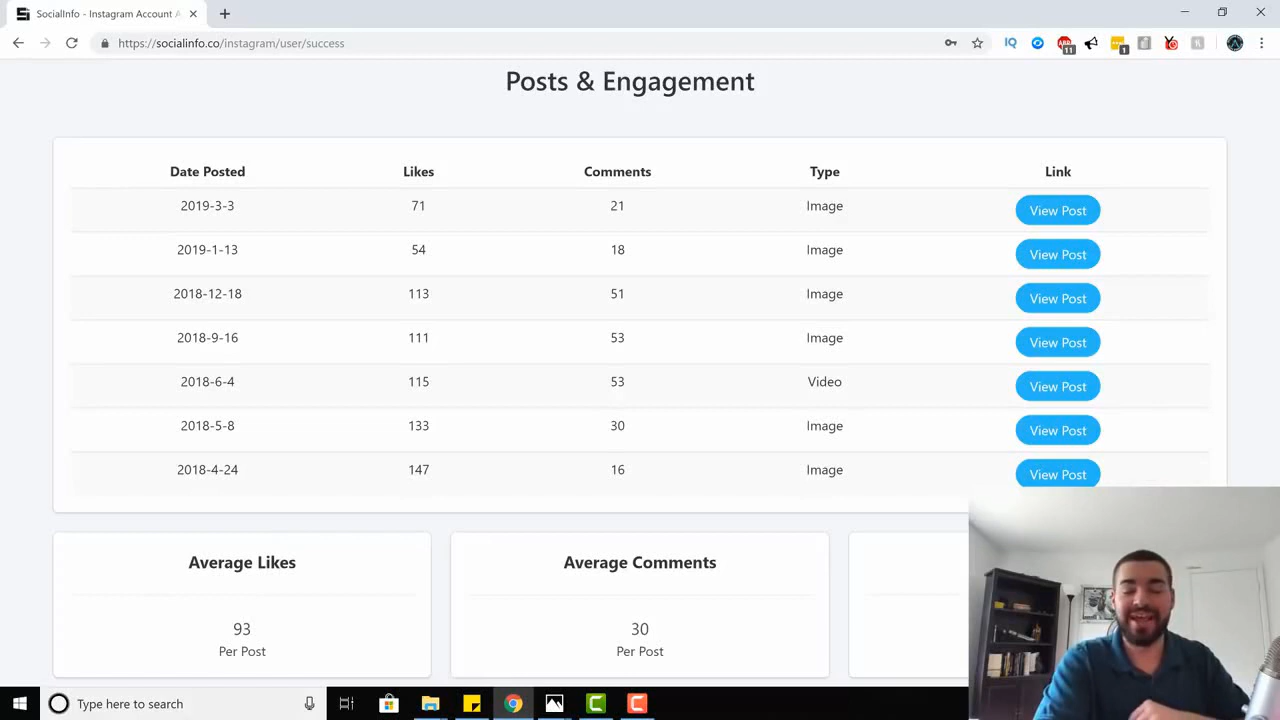 SocialInfo - Instagram Account A
https://socialinfo.co/instagram/user/success
IQ
ABP
11
1
K
Posts & Engagement
Date Posted Likes Comments Type Link
2019-3-3 71 21 Image View Post
2019-1-13 54 18 Image View Post
2018-12-18 113 51 Image View Post
2018-9-16 111 53 Image View Post
2018-6-4 115 53 Video View Post
2018-5-8 133 30 Image View Post
2018-4-24 147 16 Image View Post
Average Likes Average Comments
93 30
Per Post Per Post
Type here to search